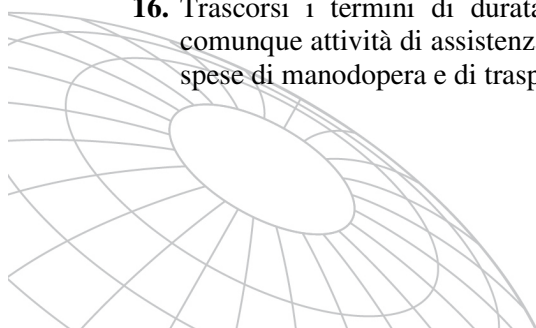 16. Trascorsi i termini di durata
comunque attività di assistenz
spese di manodopera e di trasp